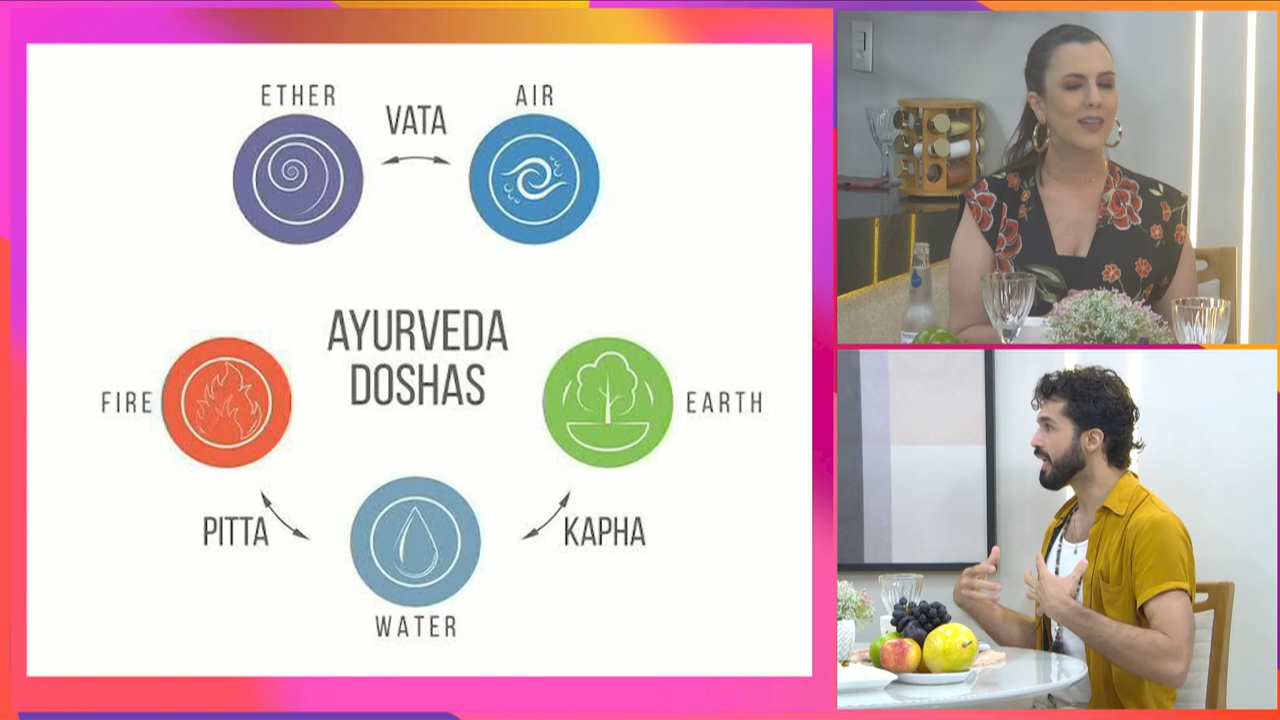 ETHER
VATA
AIR
AYURVEDA
DOSHAS
FIRE
EARTH
PITTA
KAPHA
WATER